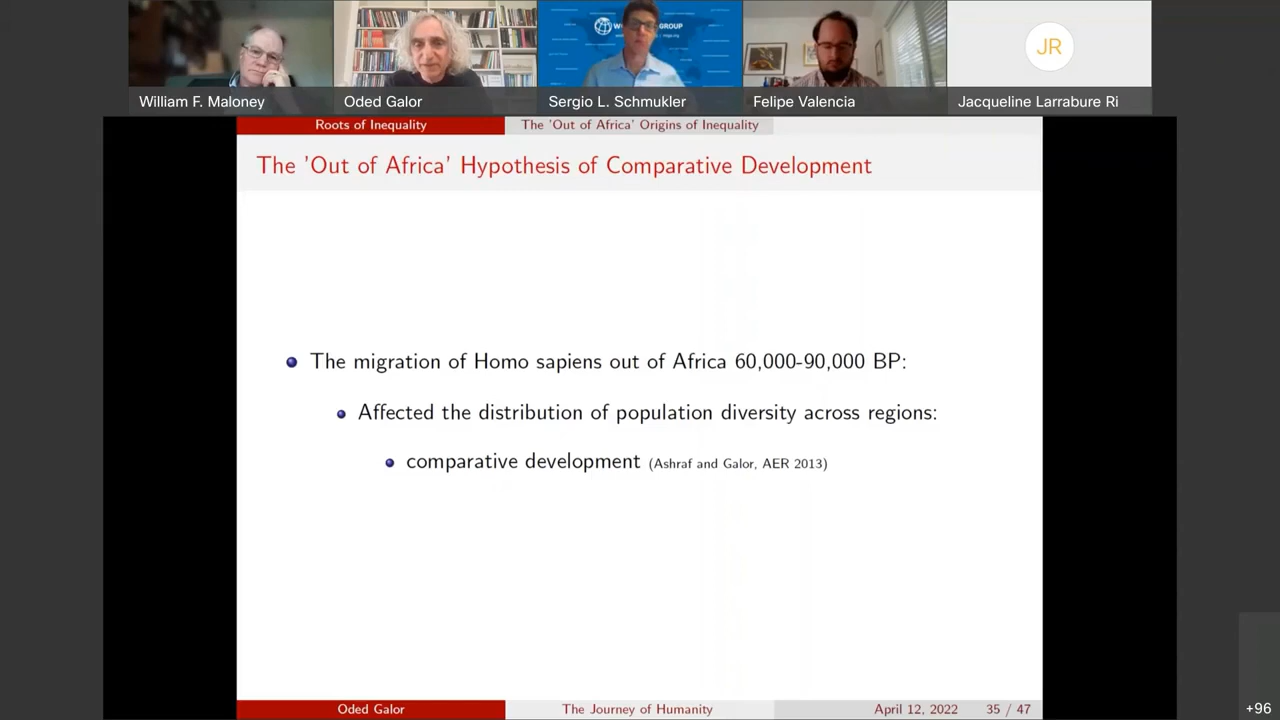 GROUP
William F. Maloney
Oded Galor
Sergio L. Schmukler
Felipe Valencia
JR
Jacqueline Larrabure Ri
Roots of Inequality
The 'Out of Africa' Origins of Inequality
The 'Out of Africa' Hypothesis of Comparative Development
The migration of Homo sapiens out of Africa 60,000-90,000 BP:
Affected the distribution of population diversity across regions:
comparative development (Ashraf and Galor, AER 2013)
Oded Galor
The Journey of Humanity
April 12, 2022
35 / 47
+96